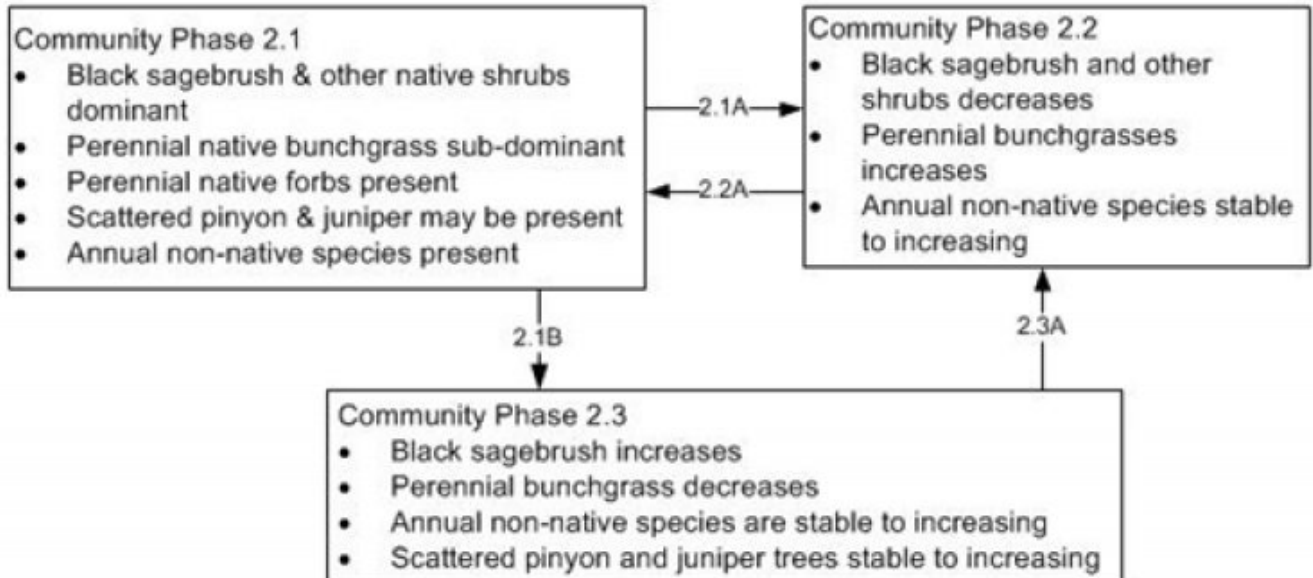 Community Phase 2.1
• Black sagebrush & other native shrubs
dominant
• Perennial native bunchgrass sub-dominant
• Perennial native forbs present
• Scattered pinyon & juniper may be present
• Annual non-native species present
2.1A
2.2A
Community Phase 2.2
• Black sagebrush and other
shrubs decreases
• Perennial bunchgrasses
increases
• Annual non-native species stable
to increasing
2.1B
2.3A
Community Phase 2.3
• Black sagebrush increases
• Perennial bunchgrass decreases
• Annual non-native species are stable to increasing
• Scattered pinyon and juniper trees stable to increasing